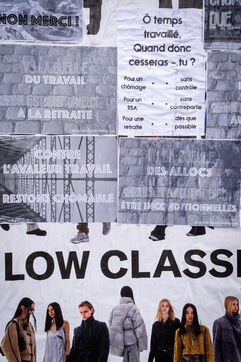 NON MERCI !
Ô temps
travaillé,
Quand donc
cesseras – tu ?
Pour un chômage • sans contrôle
Pour un RSA • sans contrepartie
Pour une retraite • dès que possible
DU TRAVAIL
À LA RETRAITE
CONTRE
L'AVALEUR TRAVAIL
RESTONS CHÔMABLE
DES ALLOCS
ÊTRE INCONDITIONNELLES
LOW CLASSI